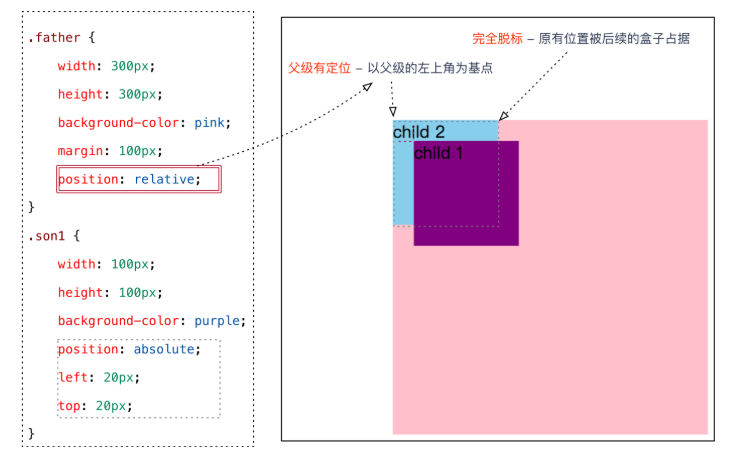 .father {
width: 300px;
height: 300px;
background-color: pink;
margin: 100px;
position: relative;
}
.son1 {
width: 100px;
height: 100px;
background-color: purple;
position: absolute;
left: 20px;
top: 20px;
}
完全脱标 – 原有位置被后续的盒子占据
父级有定位 – 以父级的左上角为基点
child 2
child 1